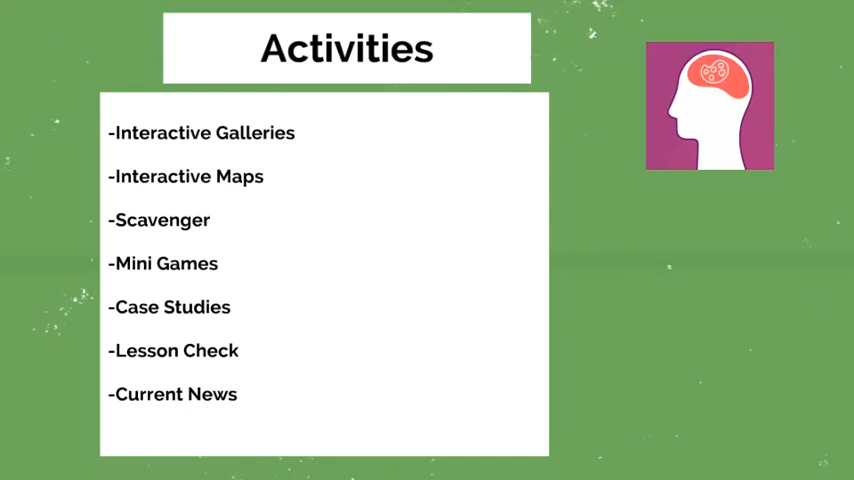 Activities
-Interactive Galleries
-Interactive Maps
-Scavenger
-Mini Games
-Case Studies
-Lesson Check
-Current News